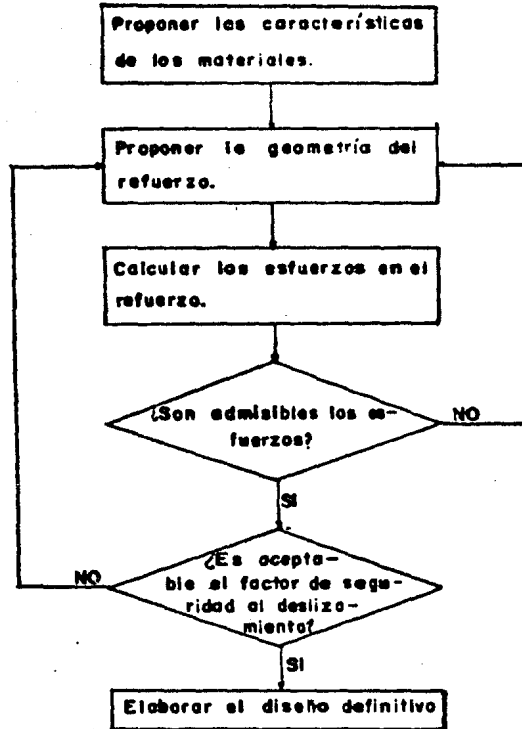 Proponer las características
de los materiales.
Proponer la geometría del
refuerzo.
Calcular los esfuerzos en el
refuerzo.
¿Son admisibles los es-
fuerzos?
NO
SI
¿Es acepta-
ble el factor de segu-
ridad al desliza-
miento?
NO
SI
Elaborar el diseño definitivo